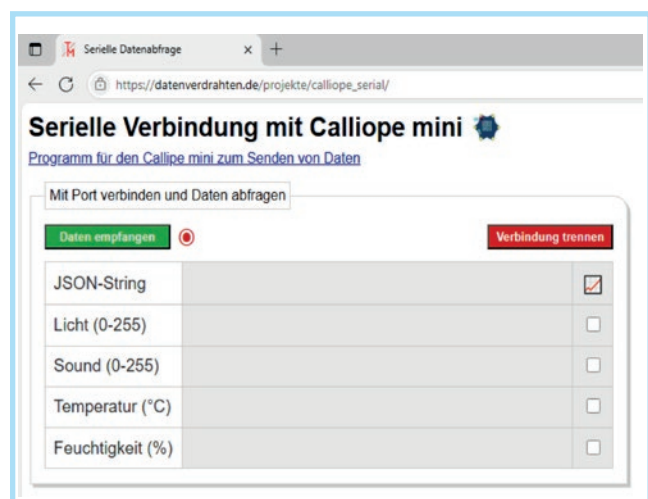 Serielle Datenabfrage
https://datenverdrahten.de/projekte/calliope_serial/
Serielle Verbindung mit Calliope mini
Programm für den Callipe mini zum Senden von Daten
Mit Port verbinden und Daten abfragen
Daten empfangen Verbindung trennen
JSON-String
Licht (0-255)
Sound (0-255)
Temperatur (°C)
Feuchtigkeit (%)